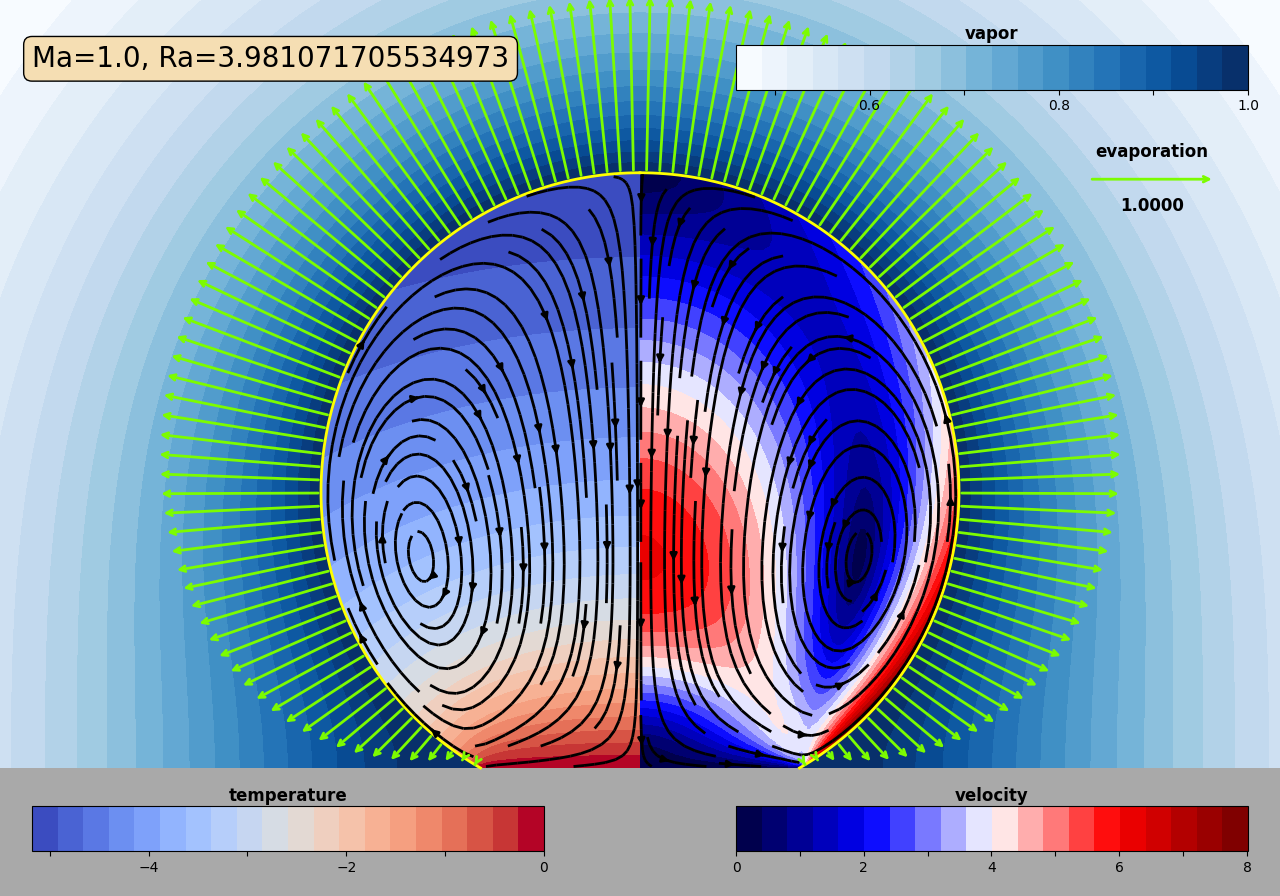 Ma=1.0, Ra=3.981071705534973
vapor
0.6 0.8 1.0
evaporation
1.0000
temperature
−4 −2 0
velocity
0 2 4 6 8